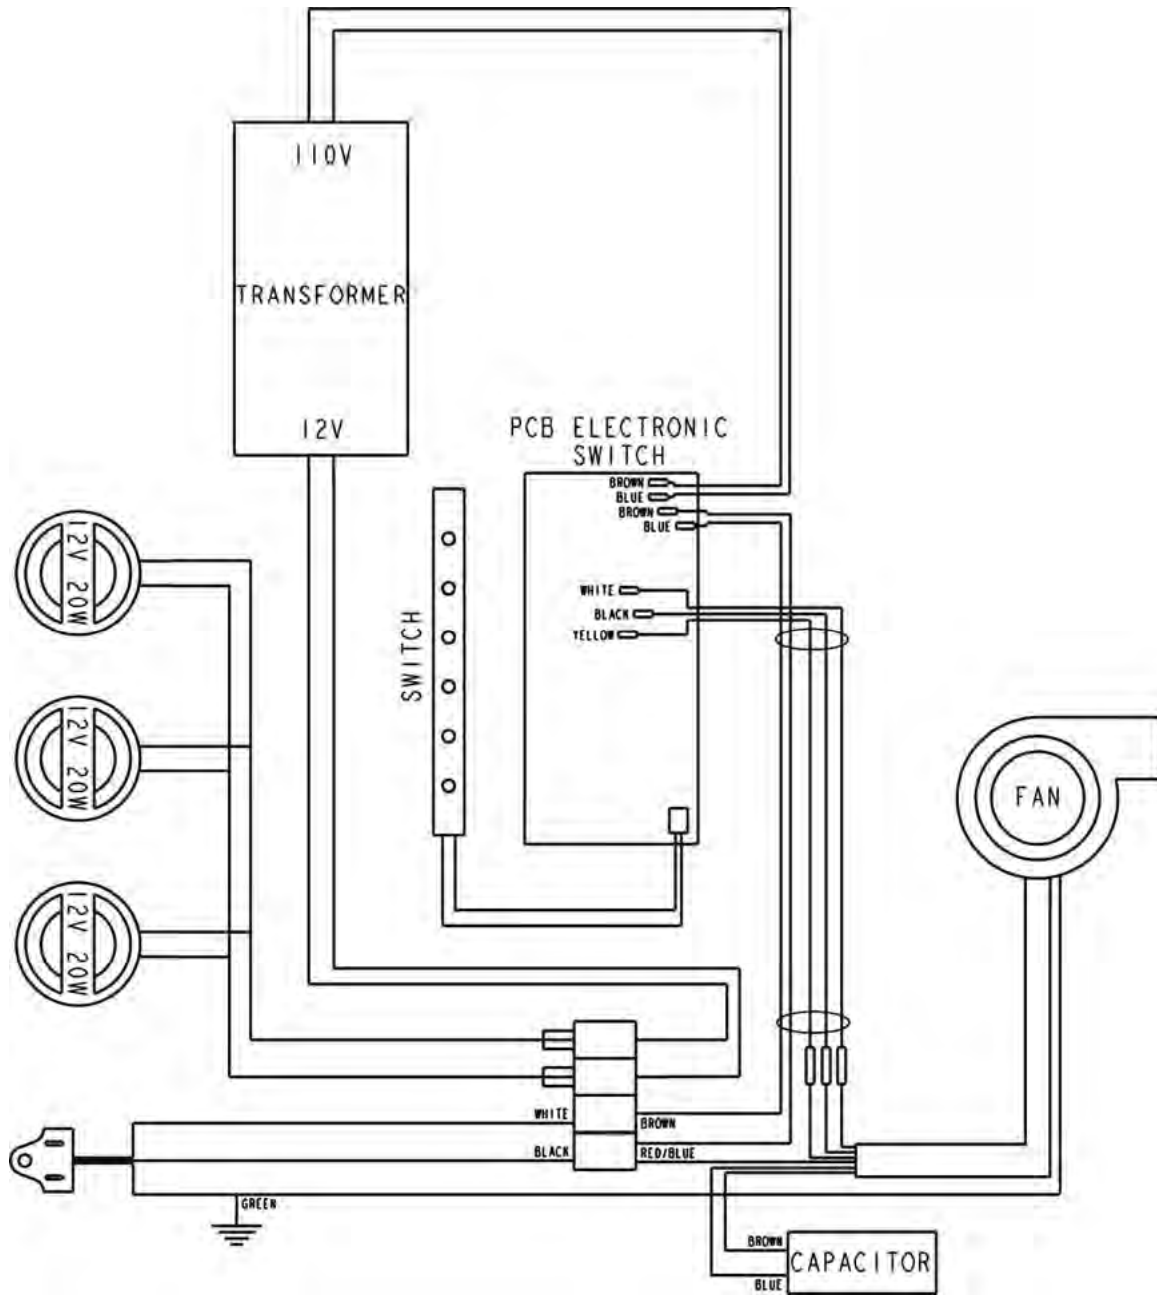 110V
TRANSFORMER
12V
PCB ELECTRONIC
SWITCH
BROWN
BLUE
BROWN
BLUE
WHITE
BLACK
YELLOW
SWITCH
12V 20W
12V 20W
12V 20W
FAN
WHITE
BROWN
BLACK
RED/BLUE
GREEN
BROWN
CAPACITOR
BLUE